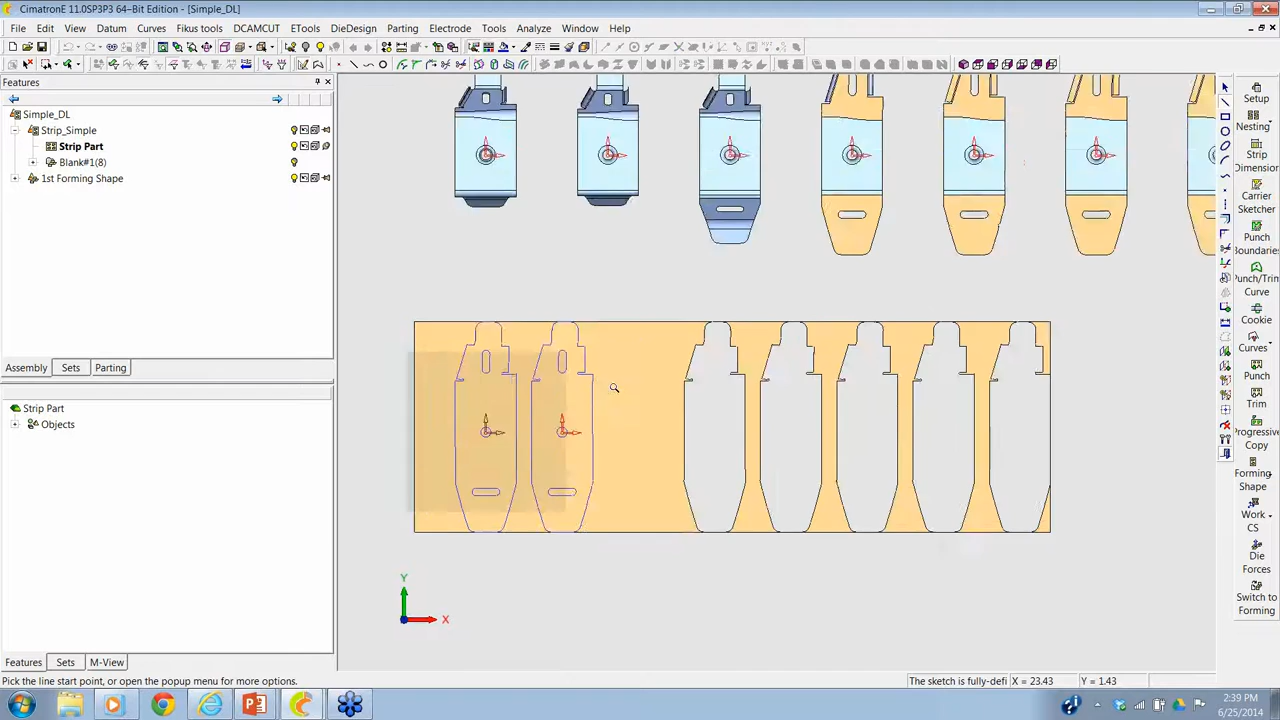 CimatronE 11.0SP3P3 64-Bit Edition - [Simple_DL]
File Edit View Datum Curves Fikus tools DCAMCUT ETools DieDesign Parting Electrode Tools Analyze Window Help
Features
Simple_DL
Strip_Simple
Strip Part
Blank#1(8)
1st Forming Shape
Assembly Sets Parting
Strip Part
Objects
Features Sets M-View
Y
X
Setup
Nesting
Strip
Dimension
Carrier
Sketcher
Punch
Boundaries
Punch/Trim
Curve
Cookie
Curves
Punch
Trim
Progressive
Copy
Forming
Shape
Work
CS
Die
Forces
Switch to
Forming
Pick the line start point, or open the popup menu for more options.
The sketch is fully-defi X = 23.43 Y = 1.43
2:39 PM
6/25/2014